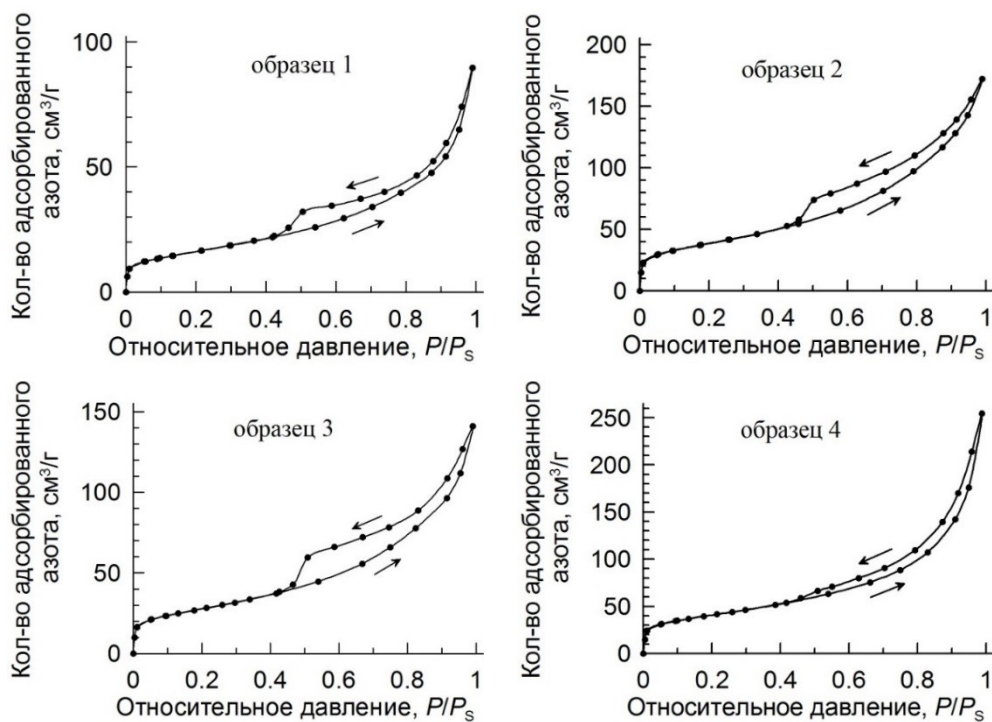 Кол-во адсорбированного
азота, см³/г
100
50
0
образец 1
0 0.2 0.4 0.6 0.8 1
Относительное давление, P/PS
Кол-во адсорбированного
азота, см³/г
200
150
100
50
0
образец 2
0 0.2 0.4 0.6 0.8 1
Относительное давление, P/Ps
Кол-во адсорбированного
азота, см³/г
150
100
50
0
образец 3
0 0.2 0.4 0.6 0.8 1
Относительное давление, P/PS
Кол-во адсорбированного
азота, см³/г
250
200
150
100
50
0
образец 4
0 0.2 0.4 0.6 0.8 1
Относительное давление, P/PS